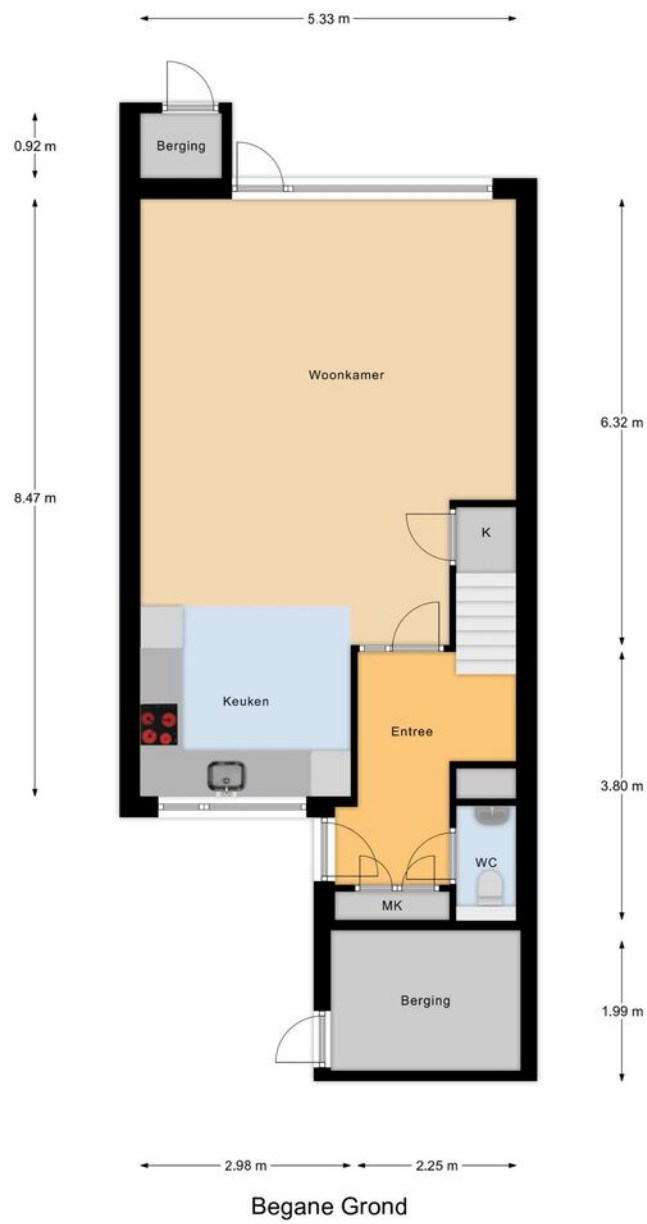 5.33 m
0.92 m
Berging
Woonkamer
6.32 m
8.47 m
K
Keuken
Entree
3.80 m
WC
MK
Berging
1.99 m
2.98 m
2.25 m
Begane Grond